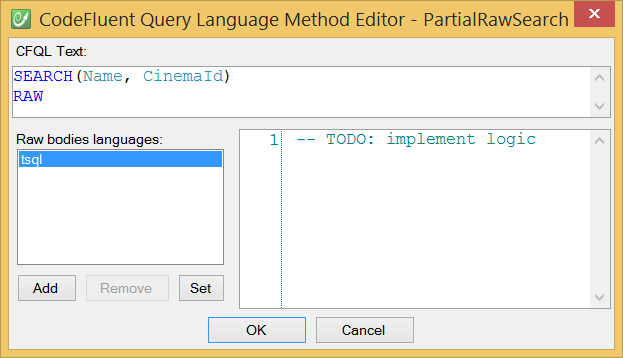 CodeFluent Query Language Method Editor - PartialRawSearch
CFQL Text:
SEARCH(Name, CinemaId)
RAW
Raw bodies languages:
tsql
1 -- TODO: implement logic
Add Remove Set
OK Cancel